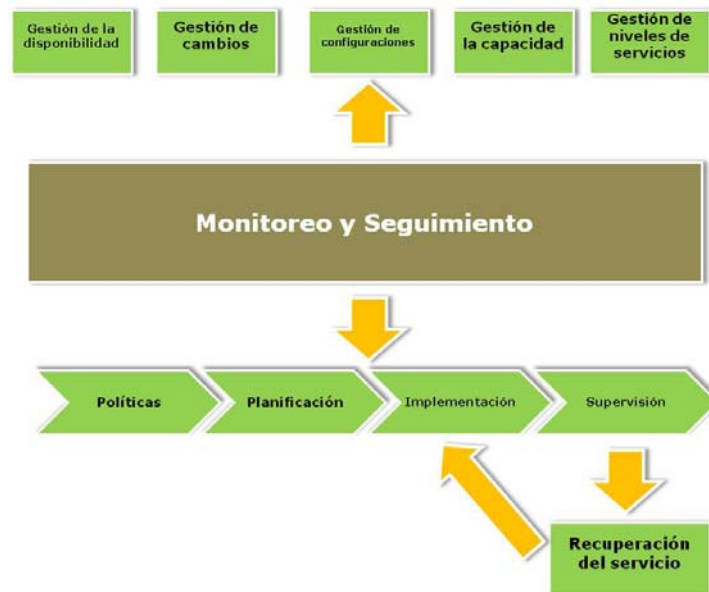 Gestión de la
disponibilidad
Gestión de
cambios
Gestión de
configuraciones
Gestión de
la capacidad
Gestión de
niveles de
servicios
Monitoreo y Seguimiento
Políticas
Planificación
Implementación
Supervisión
Recuperación
del servicio